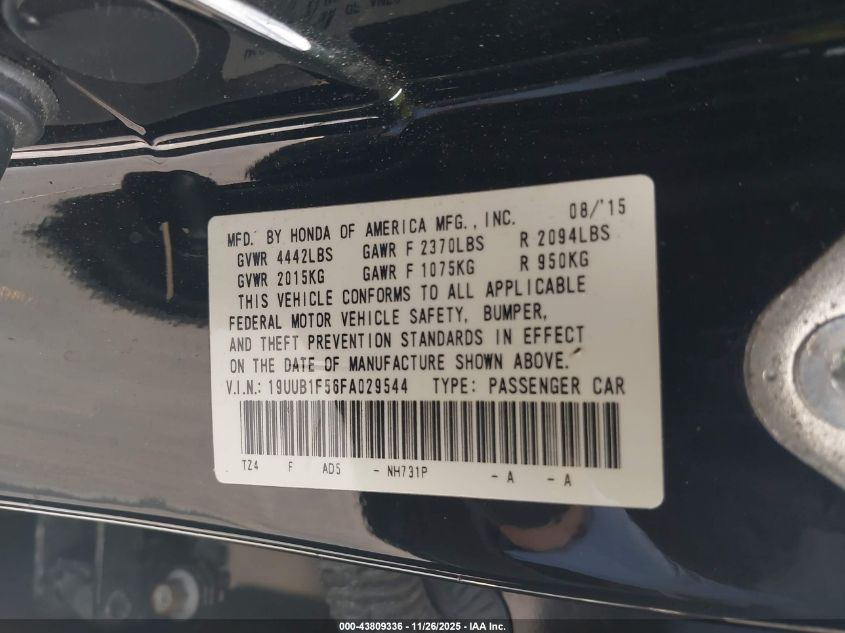 MFD. BY HONDA OF AMERICA MFG., INC. 08/'15
GVWR 4442LBS GAWR F 2370LBS R 2094LBS
GVWR 2015KG GAWR F 1075KG R 950KG
THIS VEHICLE CONFORMS TO ALL APPLICABLE
FEDERAL MOTOR VEHICLE SAFETY, BUMPER,
AND THEFT PREVENTION STANDARDS IN EFFECT
ON THE DATE OF MANUFACTURE SHOWN ABOVE.
V.I.N.: 19UUB1F56FA029544 TYPE: PASSENGER CAR
TZ4 F AD5 - NH731P - A - A
000-43809336 - 11/26/2025 - IAA Inc.